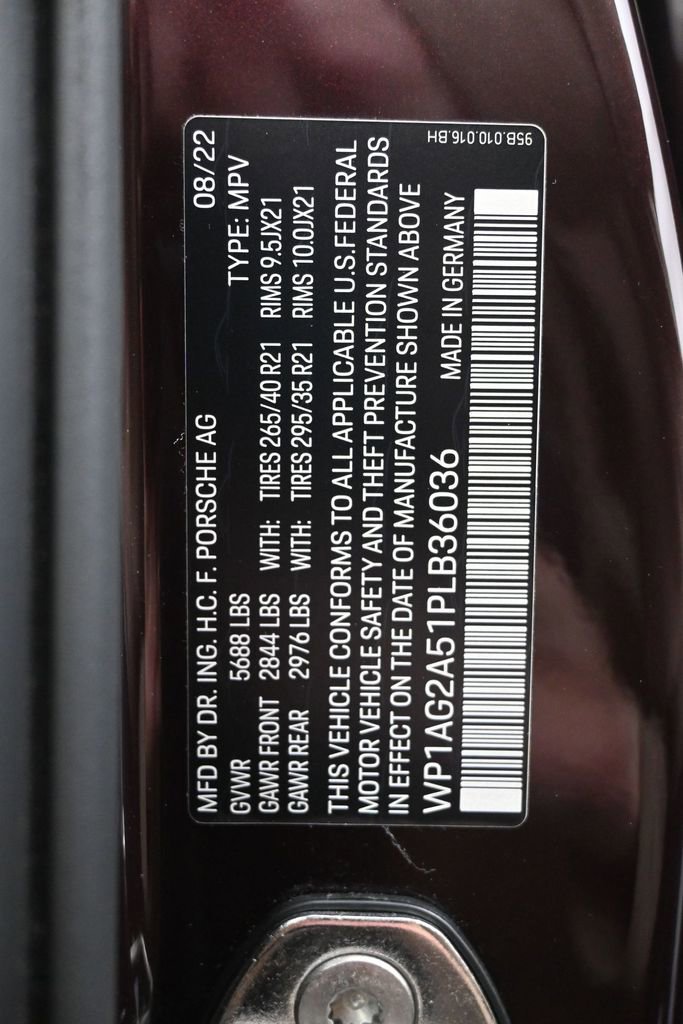 MFD BY DR. ING. H.C. F. PORSCHE AG 08/22
GVWR 5688 LBS TYPE: MPV
GAWR FRONT 2844 LBS WITH: TIRES 265/40 R21 RIMS 9.5JX21
GAWR REAR 2976 LBS WITH: TIRES 295/35 R21 RIMS 10.0JX21
THIS VEHICLE CONFORMS TO ALL APPLICABLE U.S.FEDERAL
MOTOR VEHICLE SAFETY AND THEFT PREVENTION STANDARDS
IN EFFECT ON THE DATE OF MANUFACTURE SHOWN ABOVE
WP1AG2A51PLB36036 MADE IN GERMANY
95B.010.016.BH